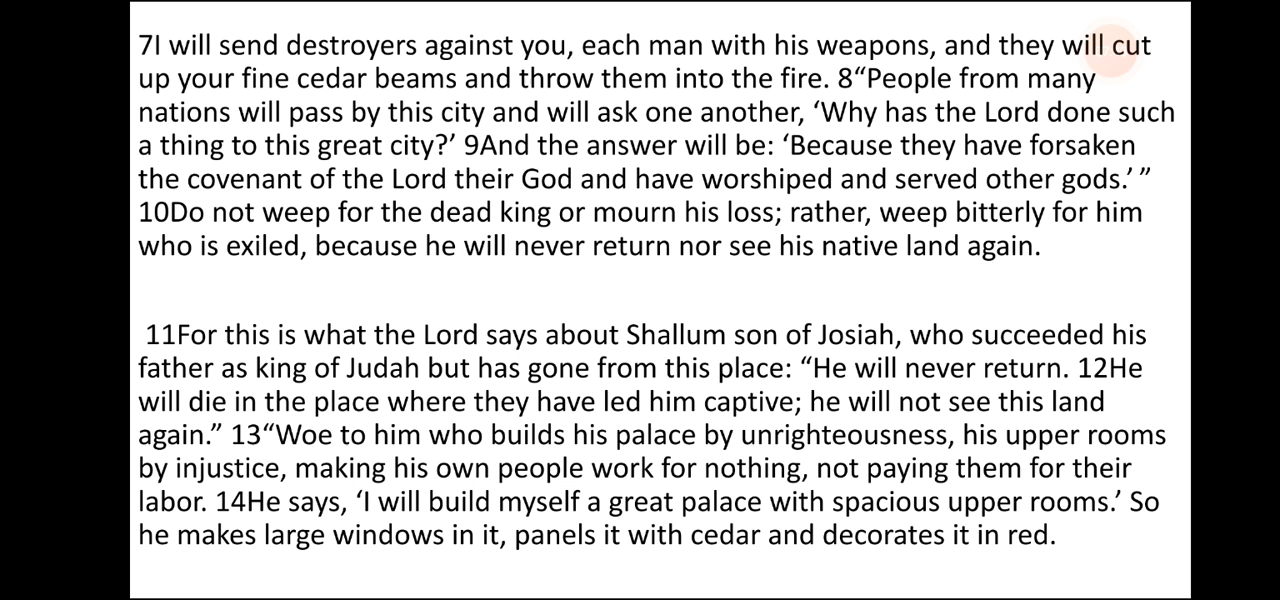 7I will send destroyers against you, each man with his weapons, and they will cut
up your fine cedar beams and throw them into the fire. 8“People from many
nations will pass by this city and will ask one another, ‘Why has the Lord done such
a thing to this great city?’ 9And the answer will be: ‘Because they have forsaken
the covenant of the Lord their God and have worshiped and served other gods.’ ”
10Do not weep for the dead king or mourn his loss; rather, weep bitterly for him
who is exiled, because he will never return nor see his native land again.
11For this is what the Lord says about Shallum son of Josiah, who succeeded his
father as king of Judah but has gone from this place: “He will never return. 12He
will die in the place where they have led him captive; he will not see this land
again.” 13“Woe to him who builds his palace by unrighteousness, his upper rooms
by injustice, making his own people work for nothing, not paying them for their
labor. 14He says, ‘I will build myself a great palace with spacious upper rooms.’ So
he makes large windows in it, panels it with cedar and decorates it in red.